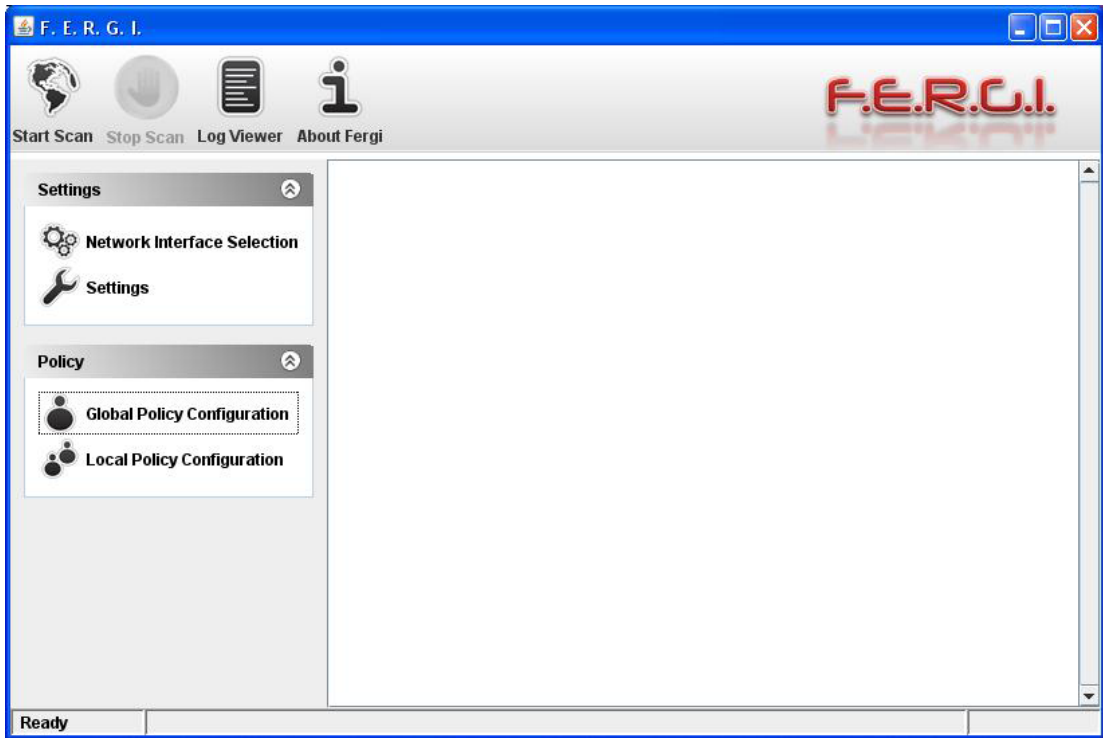 F. E. R. G. I.
F.E.R.G.I.
Start Scan Stop Scan Log Viewer About Fergi
Settings
Network Interface Selection
Settings
Policy
Global Policy Configuration
Local Policy Configuration
Ready